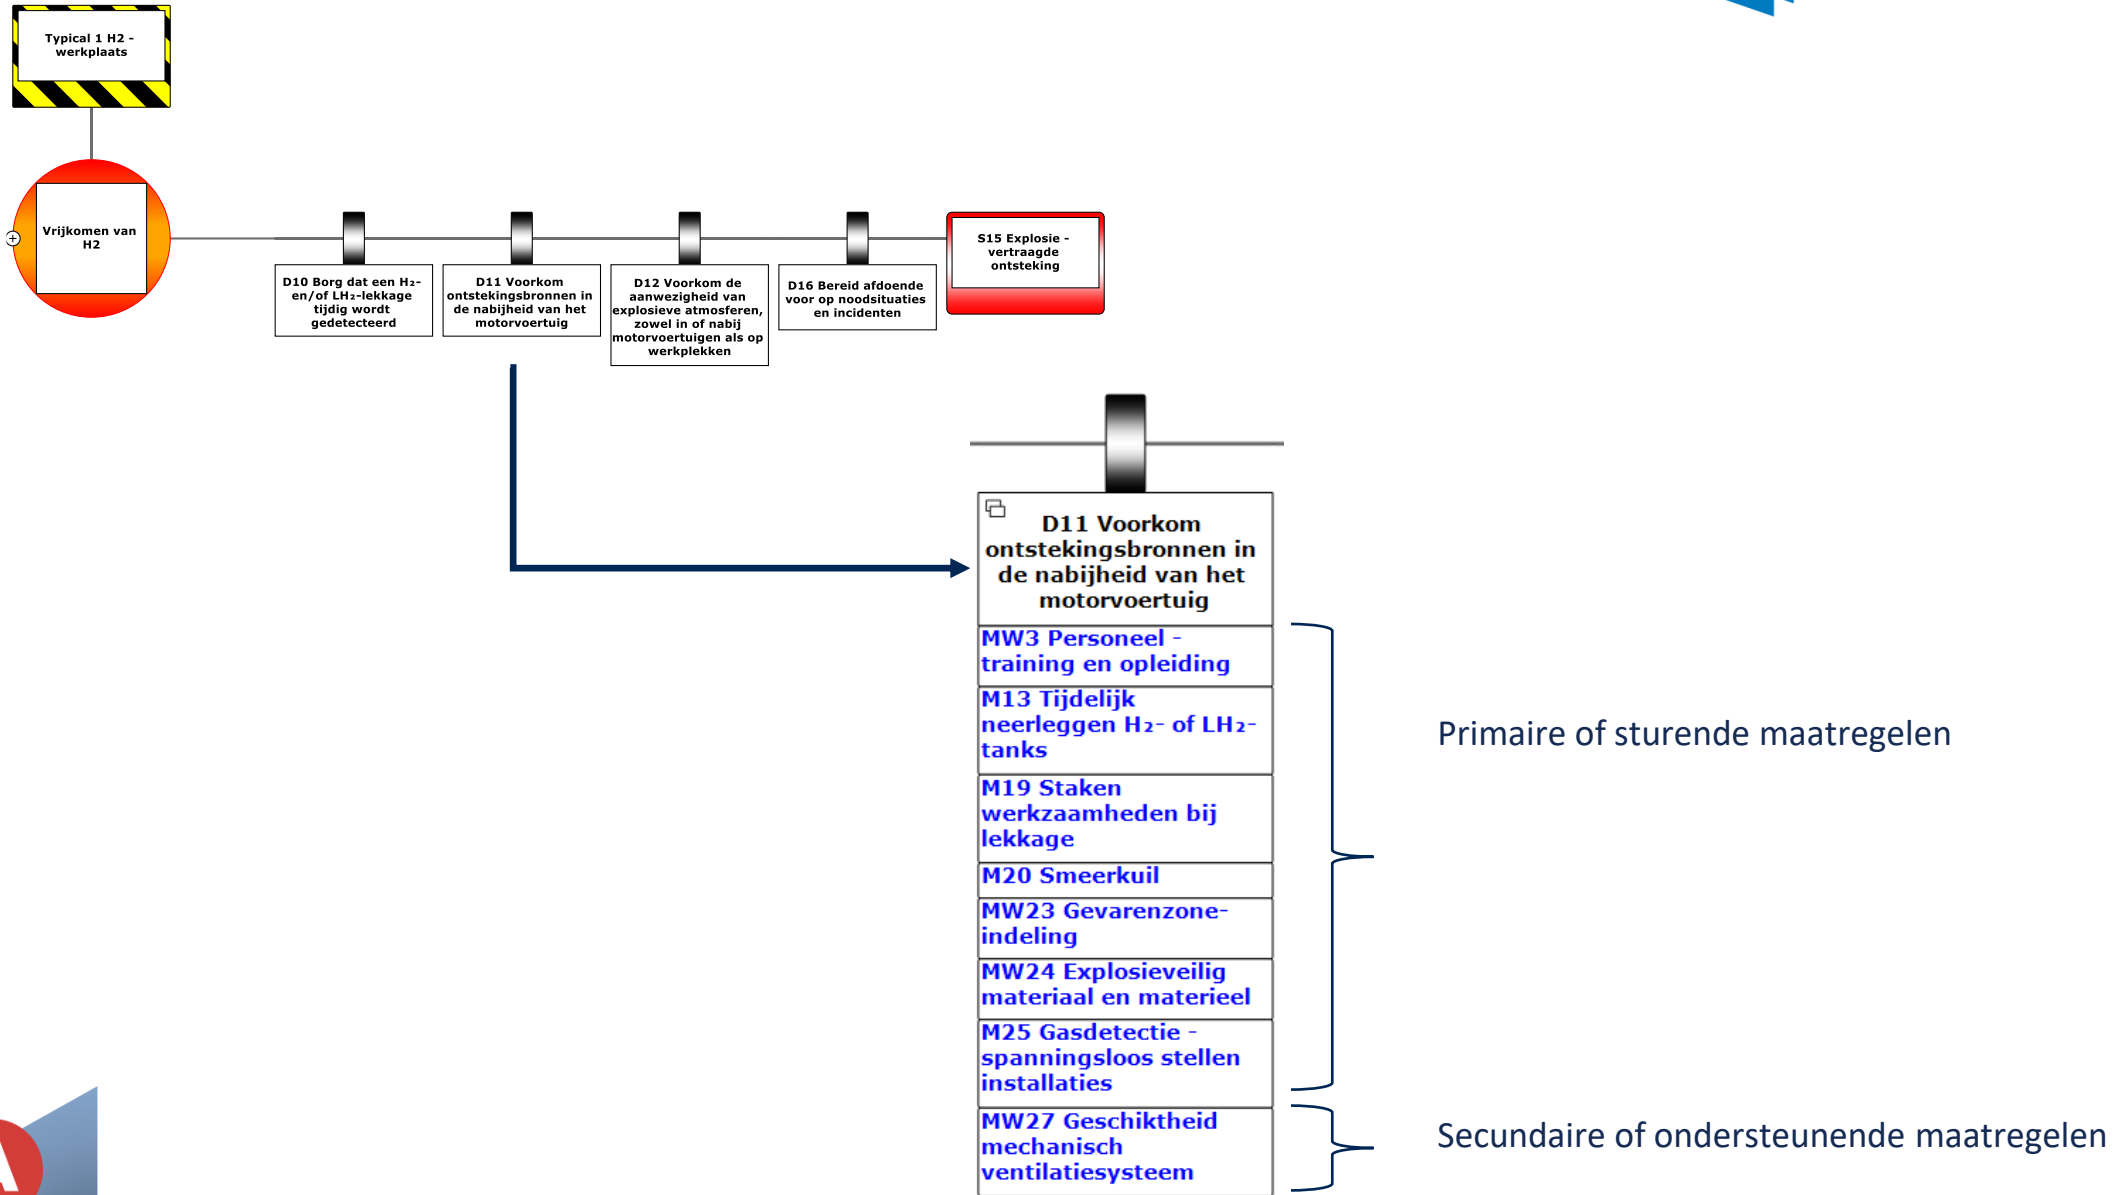 Typical 1 H2 -
werkplaats
Vrijkomen van
H2
D10 Borg dat een H₂-
en/of LH₂-lekkage
tijdig wordt
gedetecteerd
D11 Voorkom
ontstekingsbronnen in
de nabijheid van het
motorvoertuig
D12 Voorkom de
aanwezigheid van
explosieve atmosferen,
zowel in of nabij
motorvoertuigen als op
werkplekken
D16 Bereid afdoende
voor op noodsituaties
en incidenten
S15 Explosie -
vertraagde
ontsteking
D11 Voorkom
ontstekingsbronnen in
de nabijheid van het
motorvoertuig
MW3 Personeel -
training en opleiding
M13 Tijdelijk
neerleggen H₂- of LH₂-
tanks
M19 Staken
werkzaamheden bij
lekkage
M20 Smeerkuil
MW23 Gevarenzone-
indeling
MW24 Explosieveilig
materiaal en materieel
M25 Gasdetectie -
spanningsloos stellen
installaties
MW27 Geschiktheid
mechanisch
ventilatiesysteem
Primaire of sturende maatregelen
Secundaire of ondersteunende maatregelen